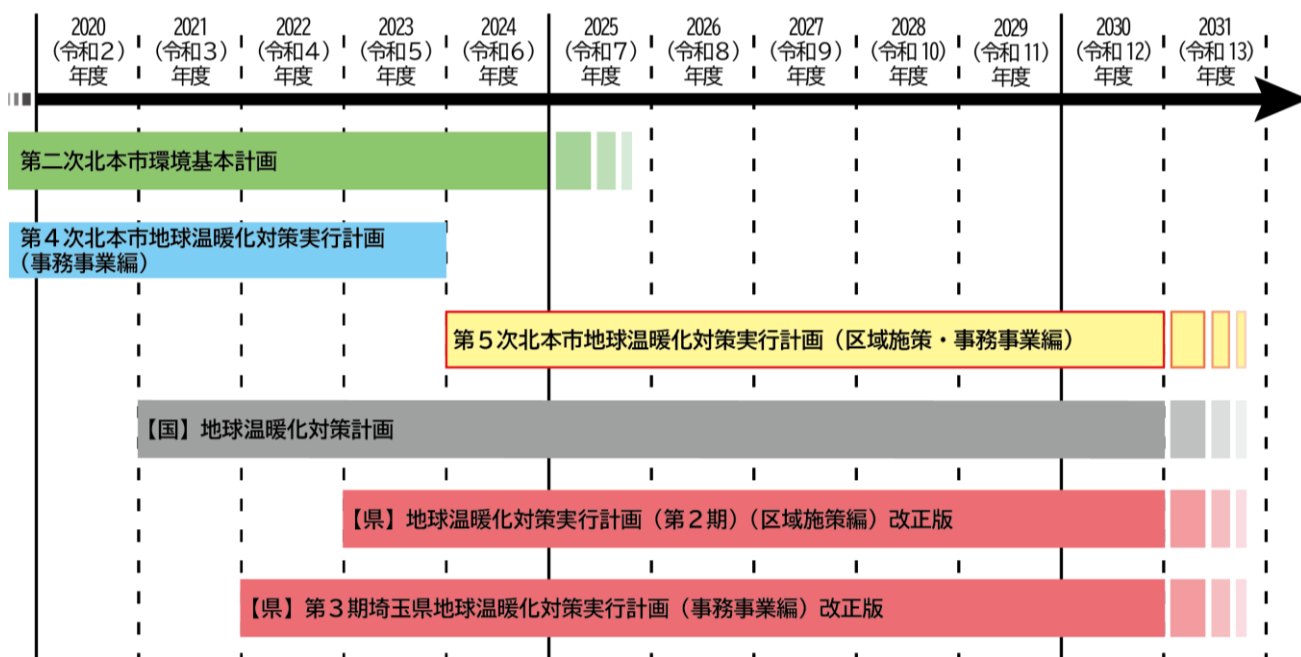 2020 2021 2022 2023 2024 2025 2026 2027 2028 2029 2030 2031
(令和2) (令和3) (令和4) (令和5) (令和6) (令和7) (令和8) (令和9) (令和10) (令和11) (令和12) (令和13)
年度 年度 年度 年度 年度 年度 年度 年度 年度 年度 年度 年度
第二次北本市環境基本計画
第4次北本市地球温暖化対策実行計画
(事務事業編)
第5次北本市地球温暖化対策実行計画(区域施策・事務事業編)
【国】地球温暖化対策計画
【県】地球温暖化対策実行計画(第2期)(区域施策編)改正版
【県】第3期埼玉県地球温暖化対策実行計画(事務事業編)改正版